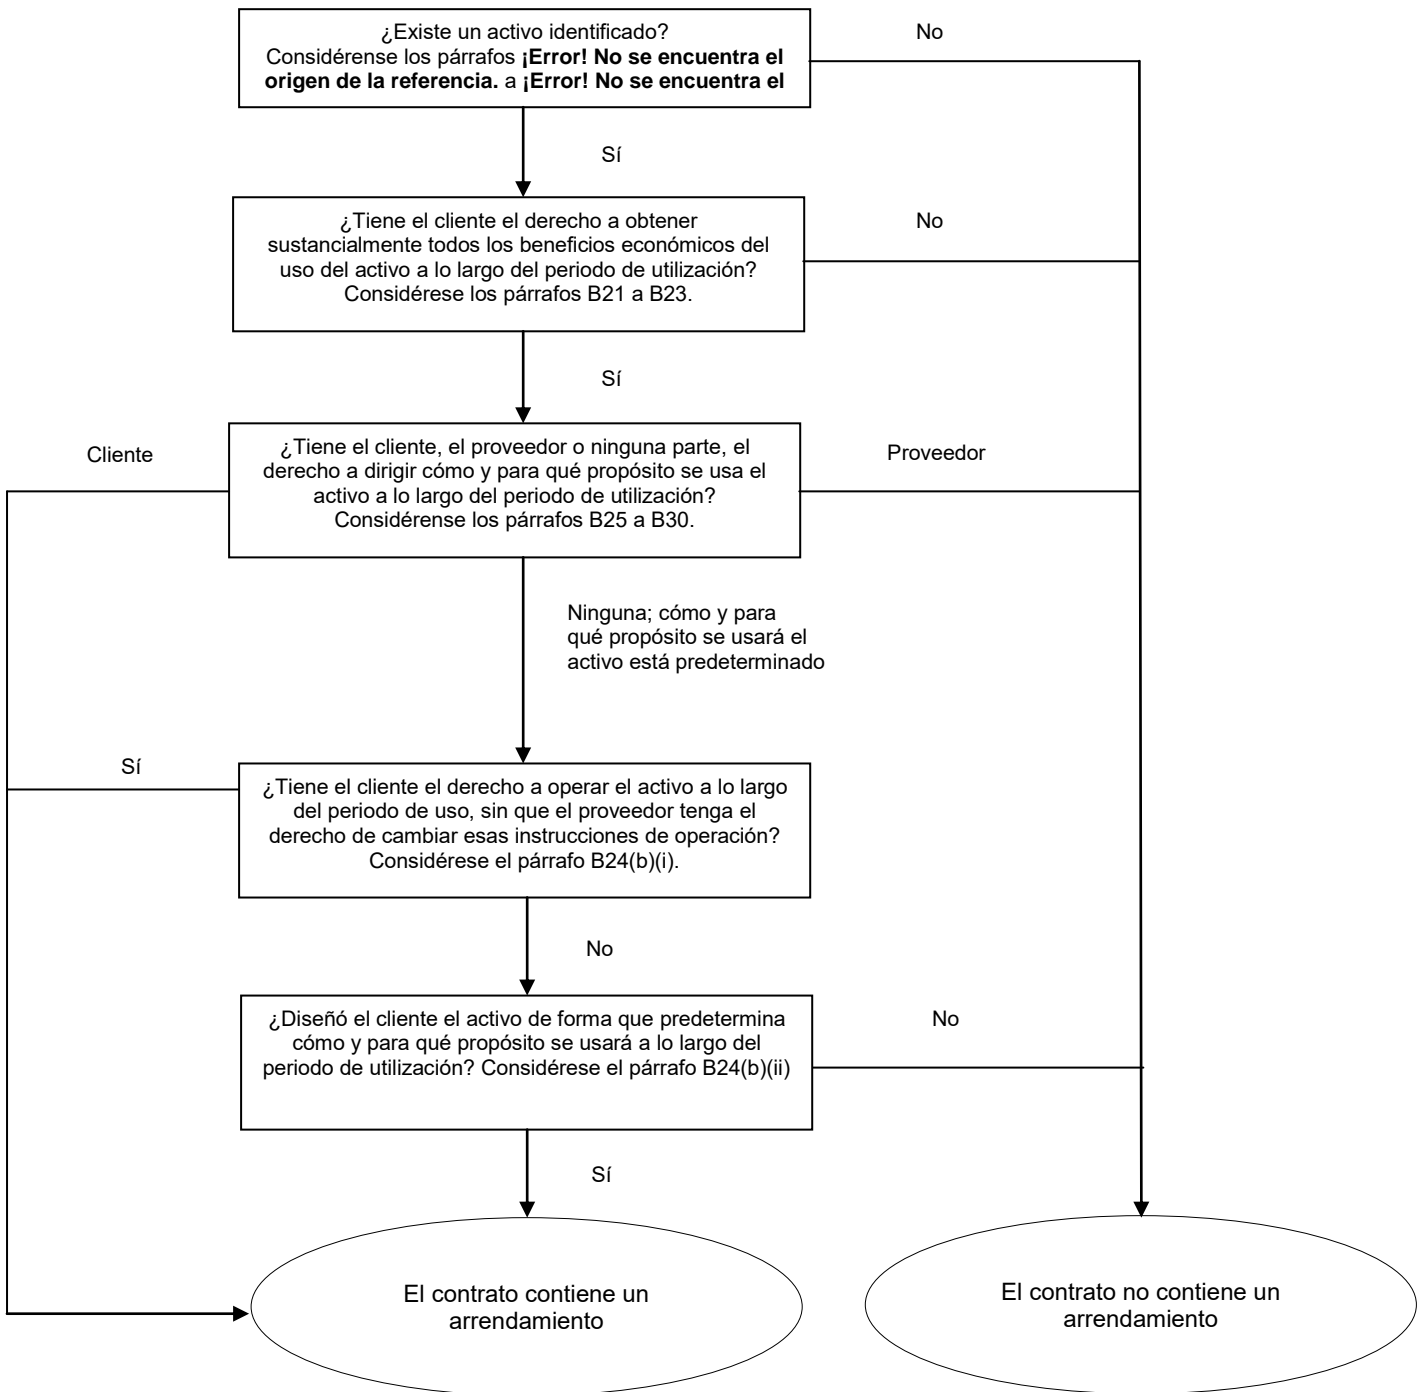 ¿Existe un activo identificado?
Considérense los párrafos ¡Error! No se encuentra el
origen de la referencia. a ¡Error! No se encuentra el
No
Sí
¿Tiene el cliente el derecho a obtener
sustancialmente todos los beneficios económicos del
uso del activo a lo largo del periodo de utilización?
Considérese los párrafos B21 a B23.
No
Sí
Cliente
¿Tiene el cliente, el proveedor o ninguna parte, el
derecho a dirigir cómo y para qué propósito se usa el
activo a lo largo del periodo de utilización?
Considérense los párrafos B25 a B30.
Proveedor
Ninguna; cómo y para
qué propósito se usará el
activo está predeterminado
Sí
¿Tiene el cliente el derecho a operar el activo a lo largo
del periodo de uso, sin que el proveedor tenga el
derecho de cambiar esas instrucciones de operación?
Considérese el párrafo B24(b)(i).
No
¿Diseñó el cliente el activo de forma que predetermina
cómo y para qué propósito se usará a lo largo del
periodo de utilización? Considérese el párrafo B24(b)(ii)
No
Sí
El contrato contiene un
arrendamiento
El contrato no contiene un
arrendamiento